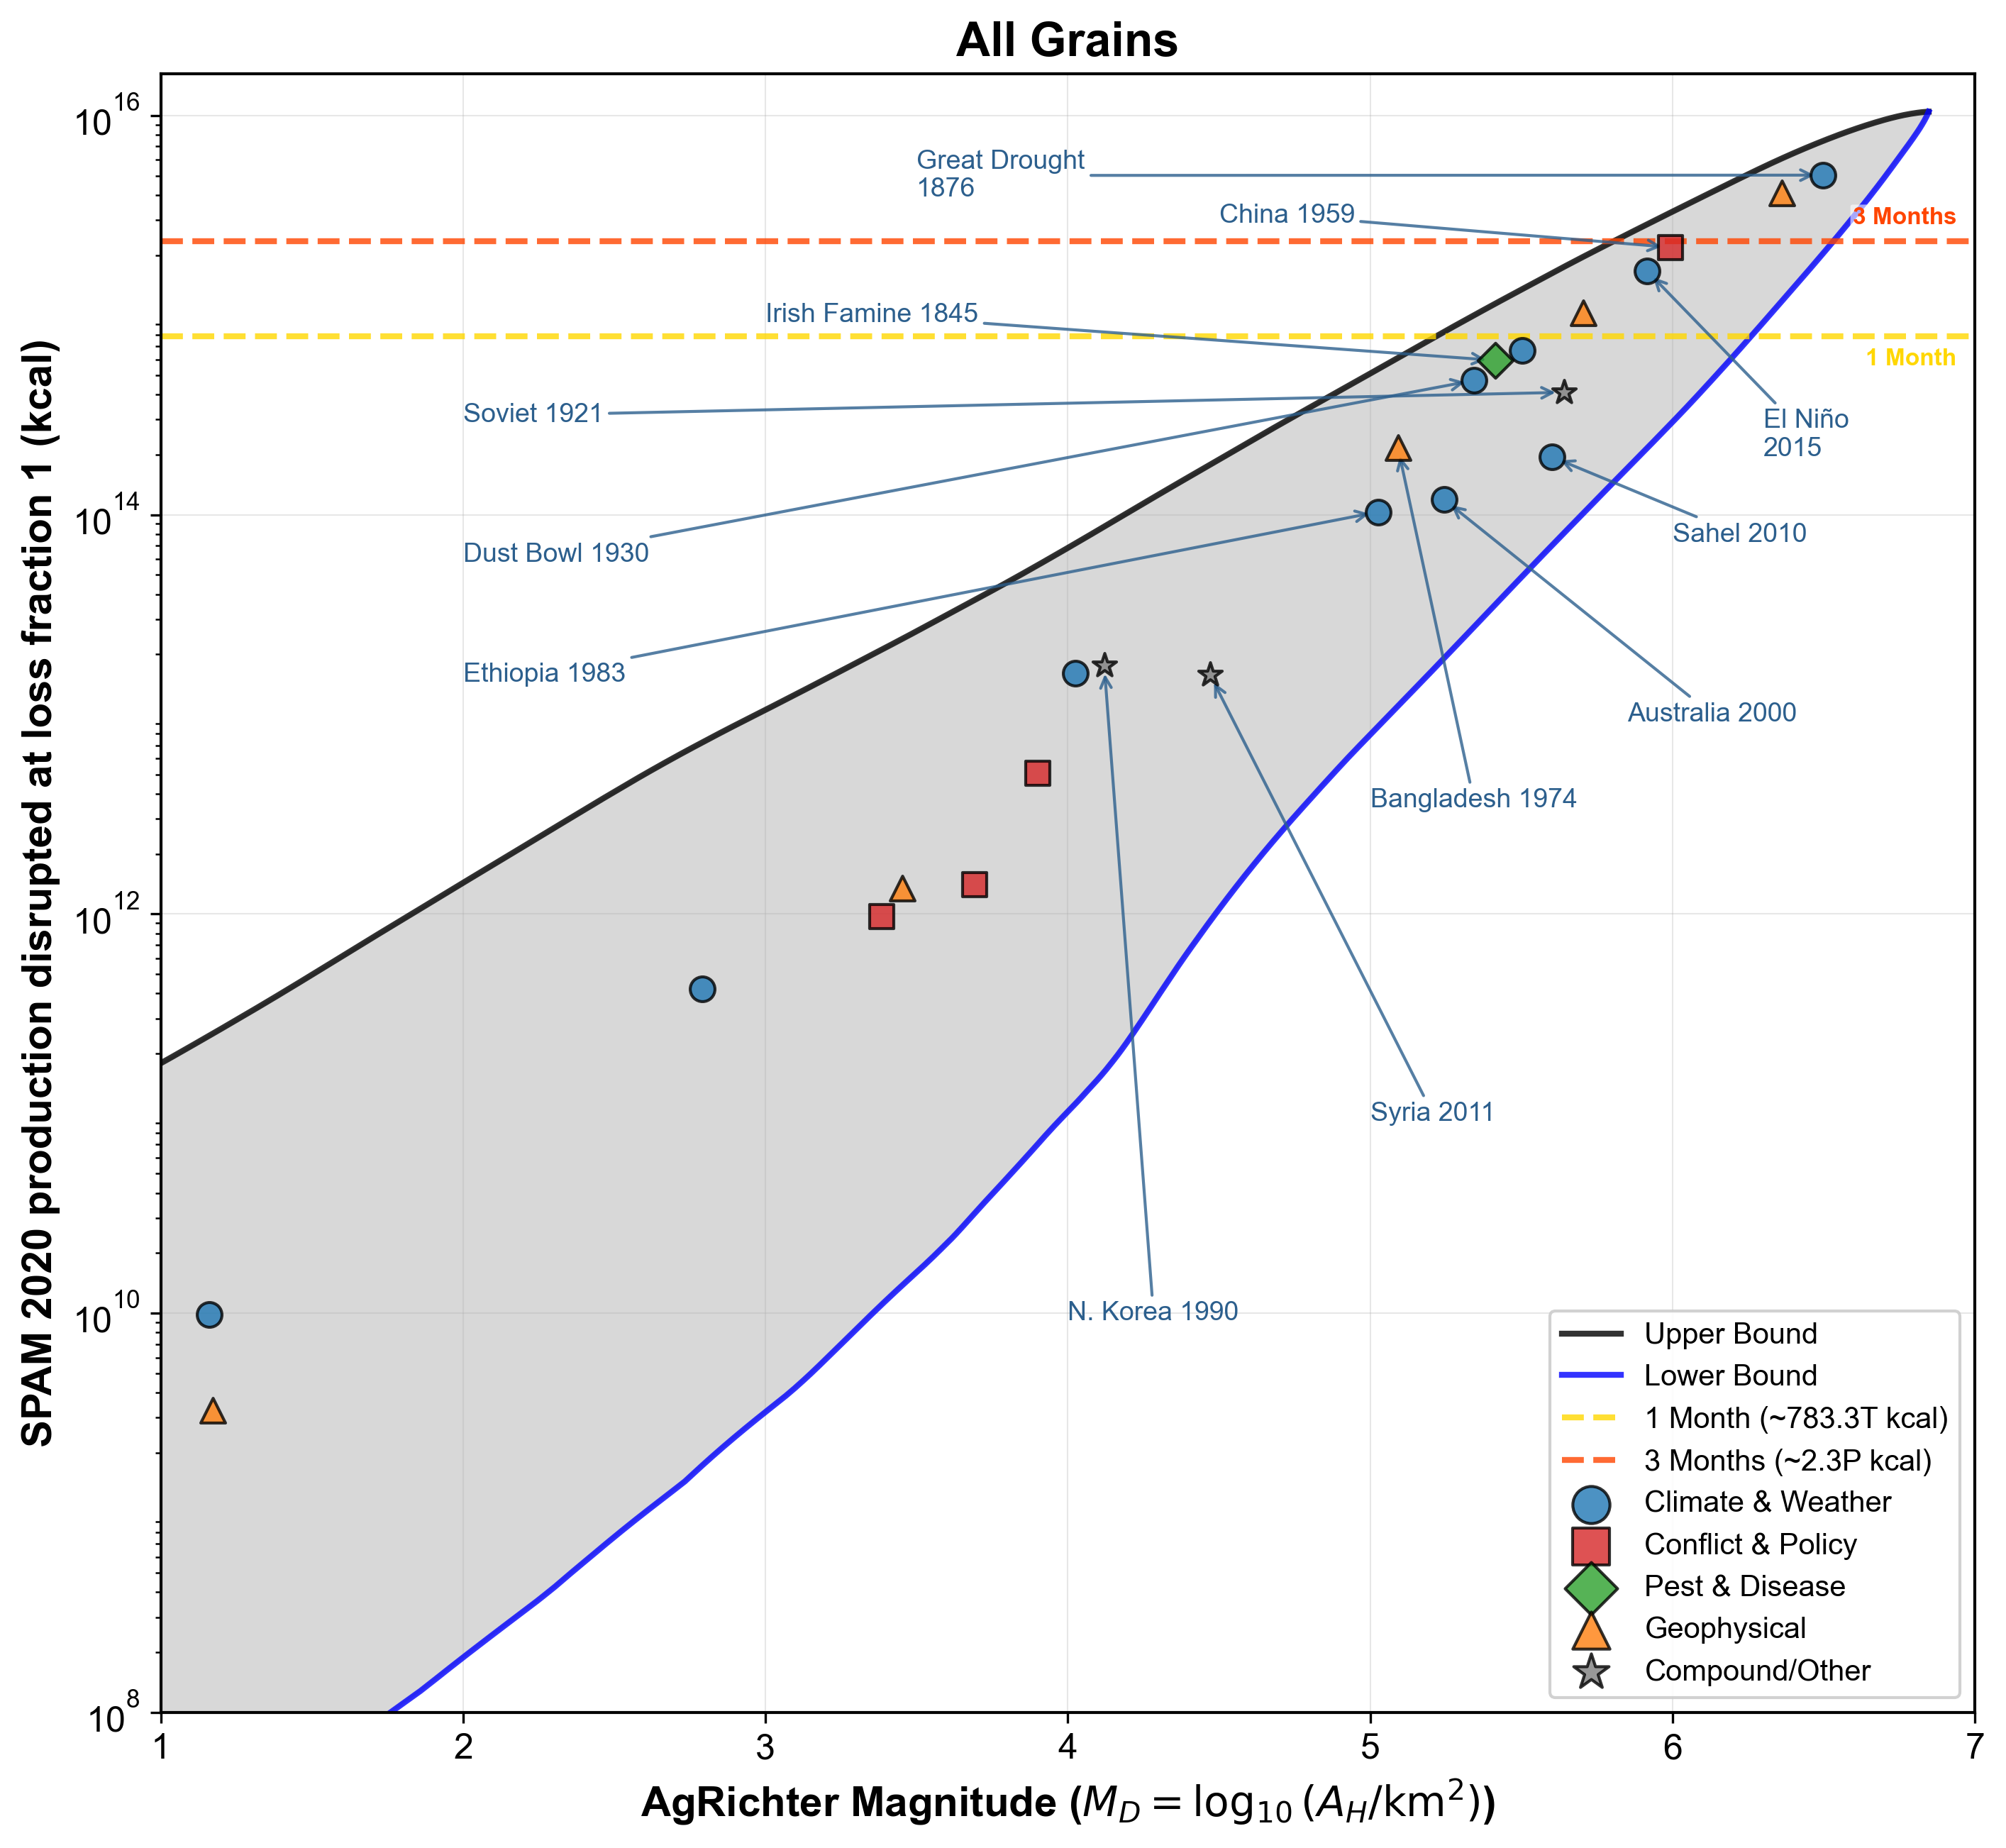 All Grains
SPAM 2020 production disrupted at loss fraction 1 (kcal)
10^16
10^14
10^12
10^10
10^8
Great Drought
1876
China 1959
3 Months
Irish Famine 1845
1 Month
Soviet 1921
El Niño
2015
Dust Bowl 1930
Sahel 2010
Ethiopia 1983
Australia 2000
Bangladesh 1974
Syria 2011
N. Korea 1990
Upper Bound
Lower Bound
1 Month (~783.3T kcal)
3 Months (~2.3P kcal)
Climate & Weather
Conflict & Policy
Pest & Disease
Geophysical
Compound/Other
1 2 3 4 5 6 7
AgRichter Magnitude (M_D = log_10(A_H/km^2))